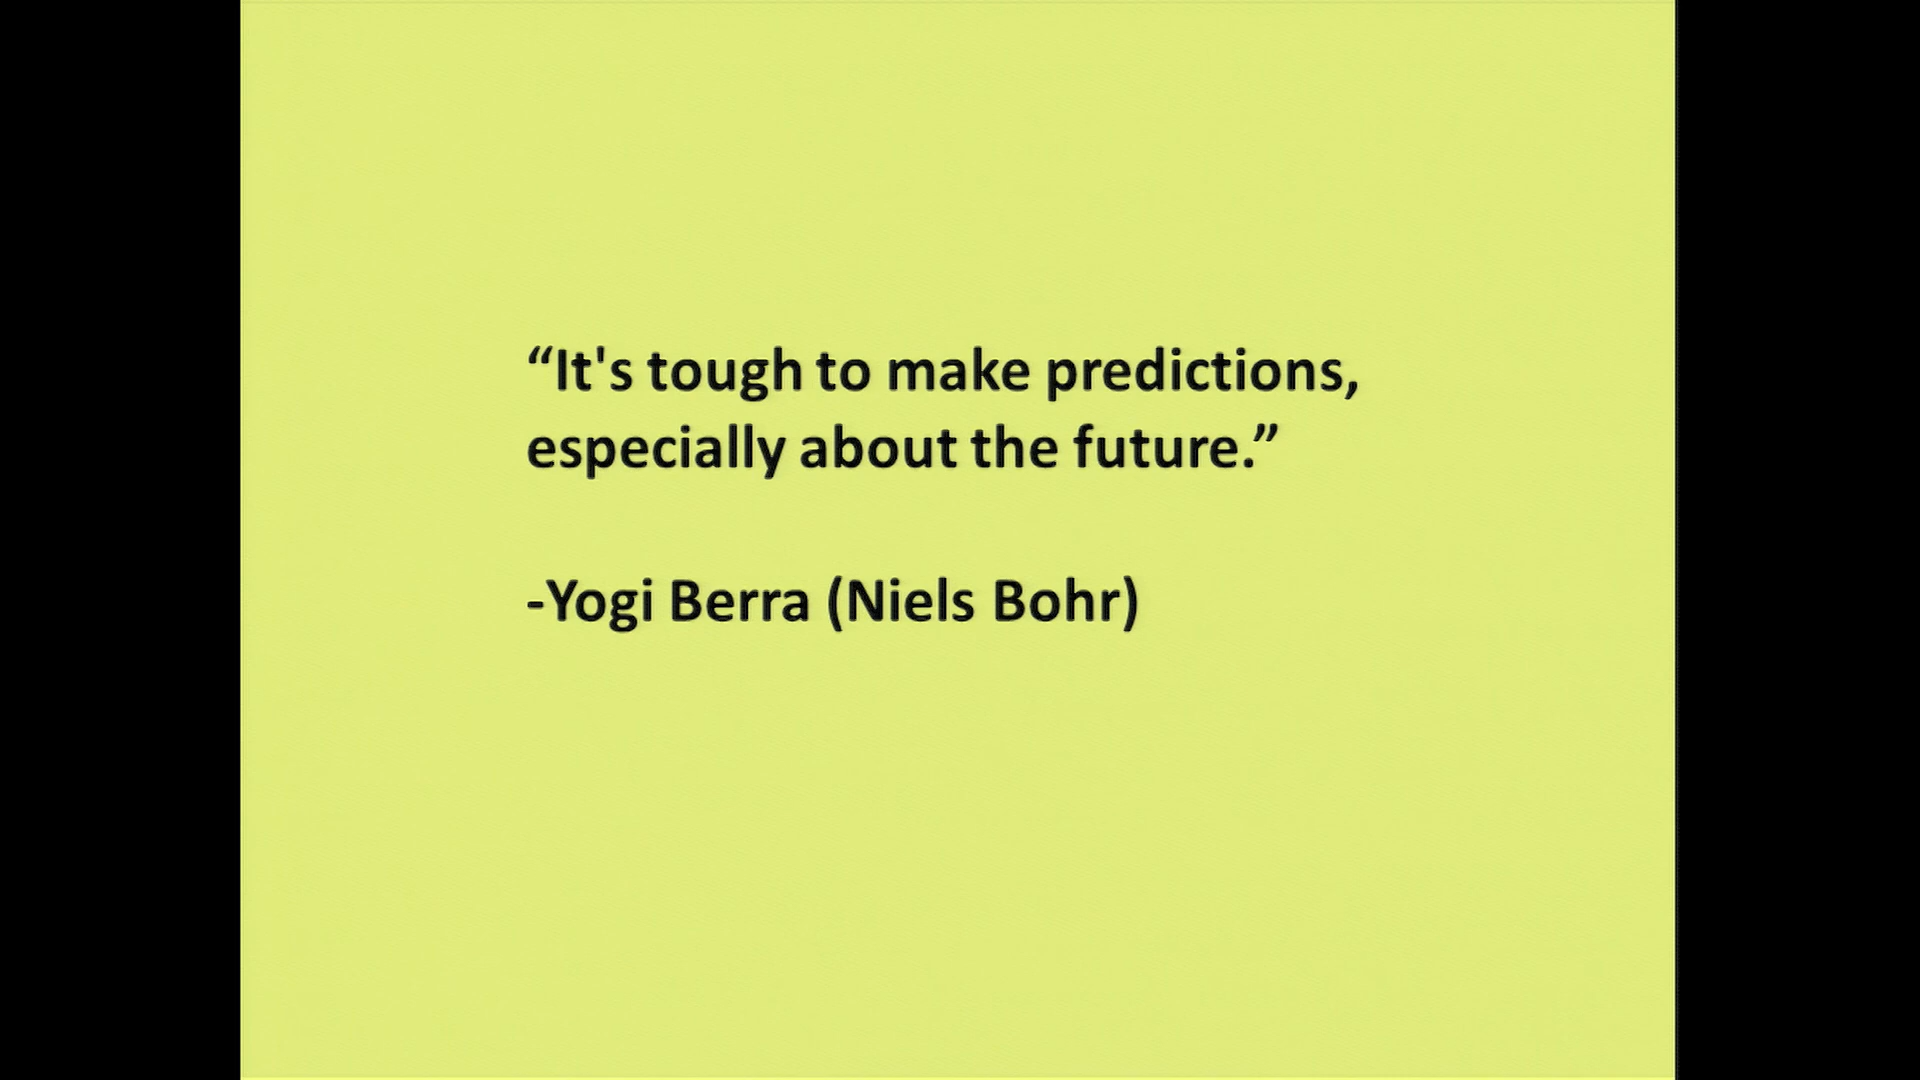 “It's tough to make predictions,
especially about the future.”
-Yogi Berra (Niels Bohr)